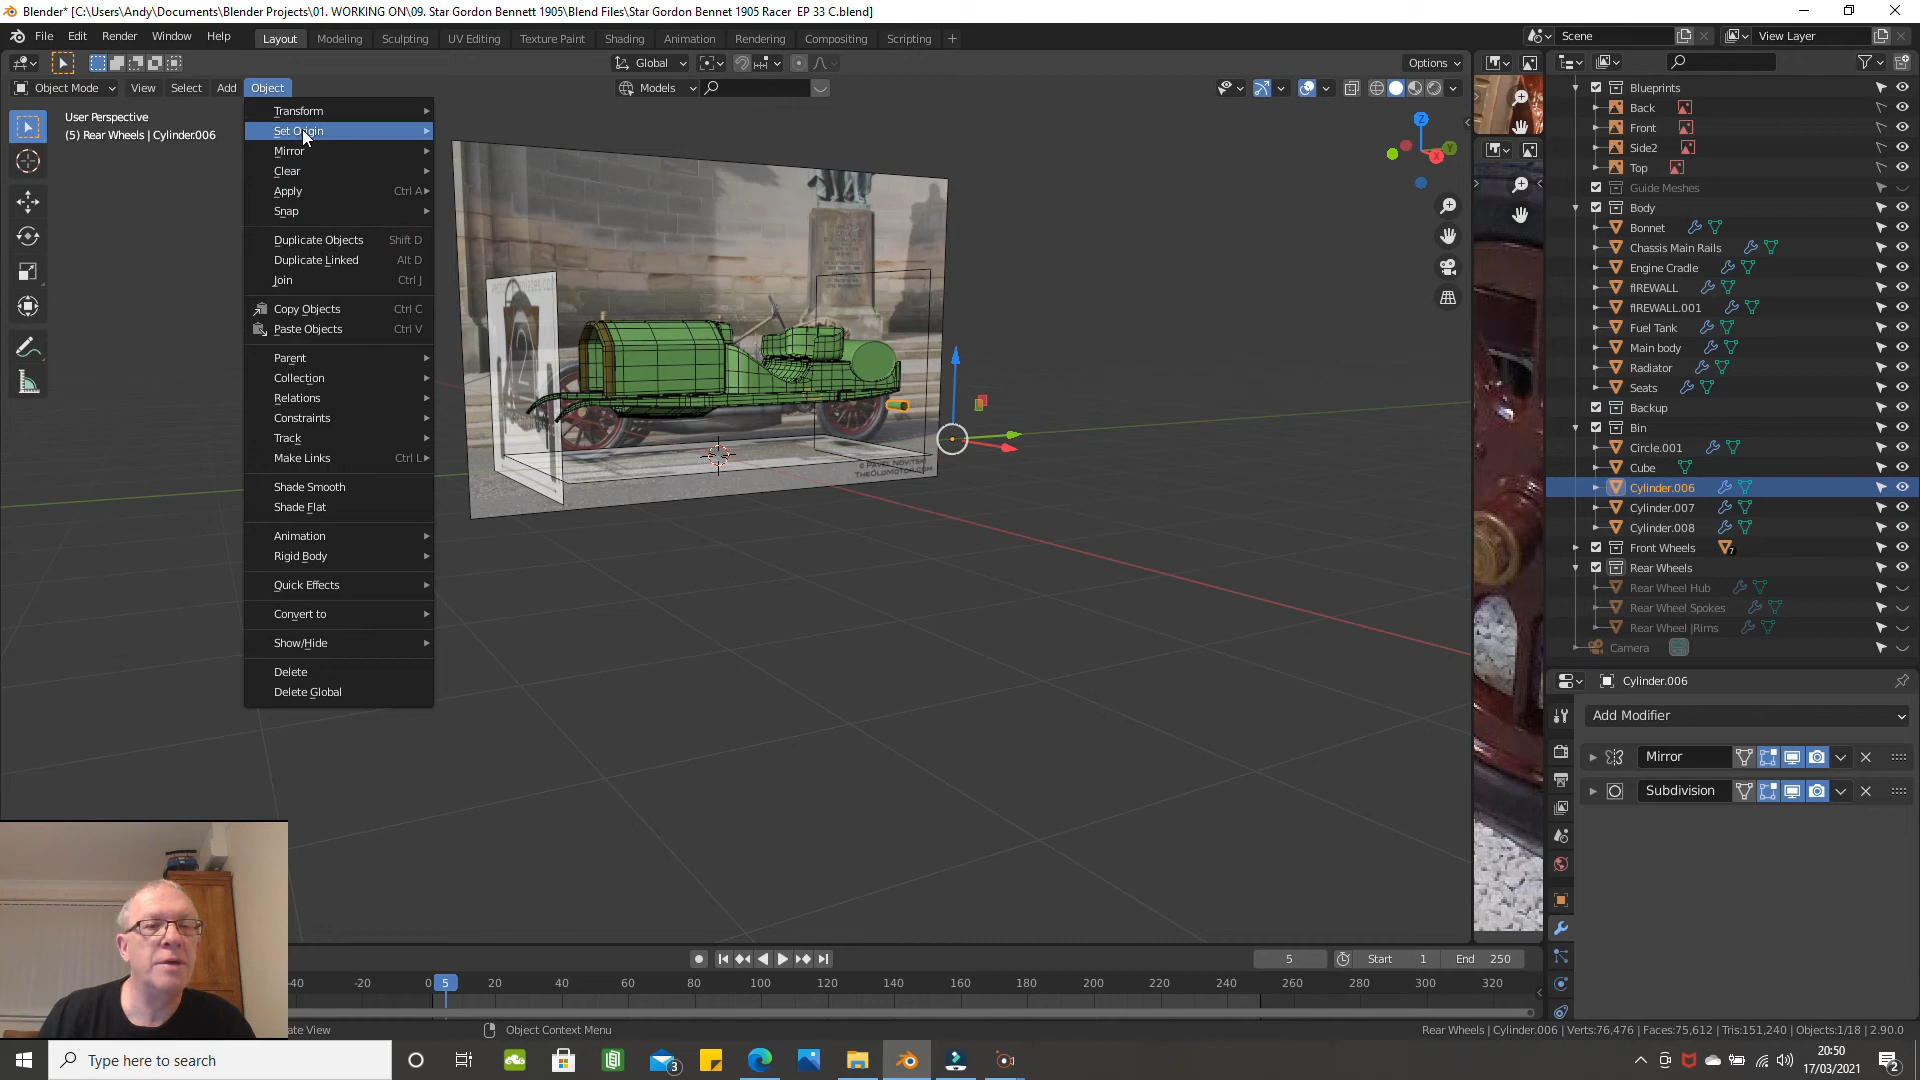 Blender* [C:\Users\Andy\Documents\Blender Projects\01. WORKING ON\09. Star Gordon Bennett 1905\Blend Files\Star Gordon Bennet 1905 Racer EP 33 C.blend]
File Edit Render Window Help Layout Modeling Sculpting UV Editing Texture Paint Shading Animation Rendering Compositing Scripting + Scene View Layer
Global Options
Object Mode View Select Add Object Models
User Perspective
(5) Rear Wheels | Cylinder.006
Transform
Set Origin
Mirror
Clear
Apply Ctrl A
Snap
Duplicate Objects Shift D
Duplicate Linked Alt D
Join Ctrl J
Copy Objects Ctrl C
Paste Objects Ctrl V
Parent
Collection
Relations
Constraints
Track
Make Links Ctrl L
Shade Smooth
Shade Flat
Animation
Rigid Body
Quick Effects
Convert to
Show/Hide
Delete
Delete Global
© PAVEL NOVITSKI
THEOLDMOTOR.COM
Z
Y
X
Blueprints
Back
Front
Side2
Top
Guide Meshes
Body
Bonnet
Chassis Main Rails
Engine Cradle
fIREWALL
fIREWALL.001
Fuel Tank
Main body
Radiator
Seats
Backup
Bin
Circle.001
Cube
Cylinder.006
Cylinder.007
Cylinder.008
Front Wheels 7
Rear Wheels
Rear Wheel Hub
Rear Wheel Spokes
Rear Wheel |Rims
Camera
Cylinder.006
Add Modifier
Mirror
Subdivision
5 Start 1 End 250
-40 -20 0 5 20 40 60 80 100 120 140 160 180 200 220 240 260 280 300 320
ate View Object Context Menu Rear Wheels | Cylinder.006 | Verts:76,476 | Faces:75,612 | Tris:151,240 | Objects:1/18 | 2.90.0
Type here to search
3
20:50
17/03/2021
2